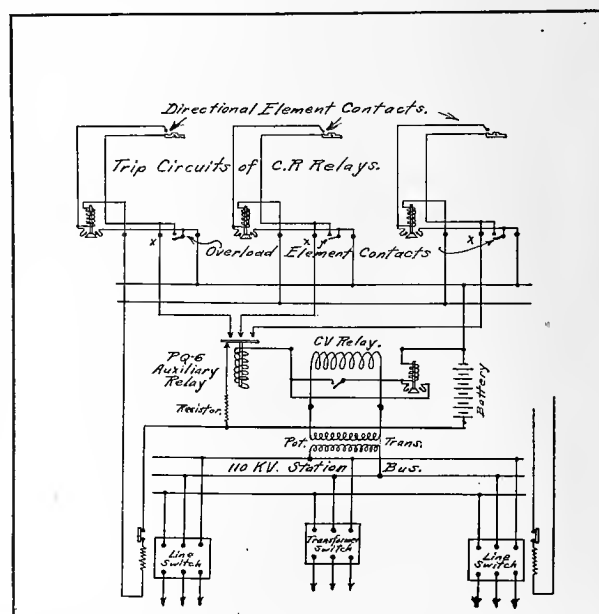 Directional Element Contacts.
Trip Circuits of C.R Relays.
X
X
X
Overload Element Contacts
PQ-6
Auxiliary
Relay
CV Relay.
Battery
Resistor.
Pot. Trans.
110 KV. Station Bus.
Line
Switch
Transformer
Switch
Line
Switch